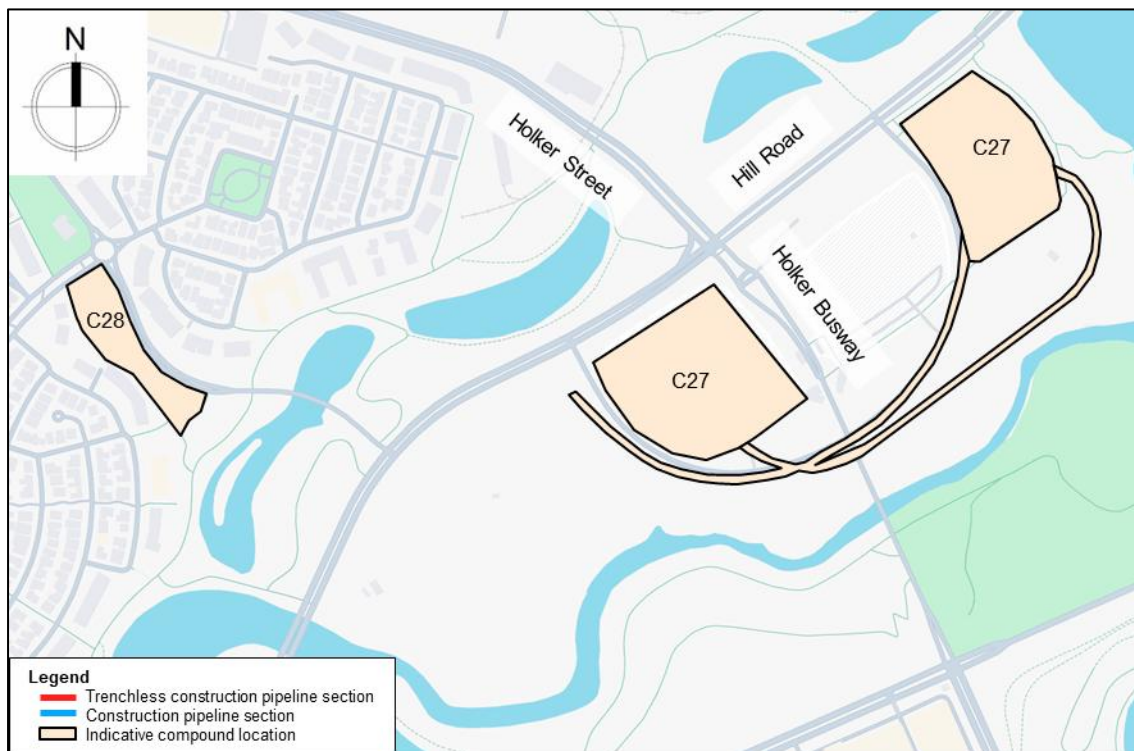 N
Holker Street
Hill Road
C27
Holker Busway
C28
C27
Legend
Trenchless construction pipeline section
Construction pipeline section
Indicative compound location